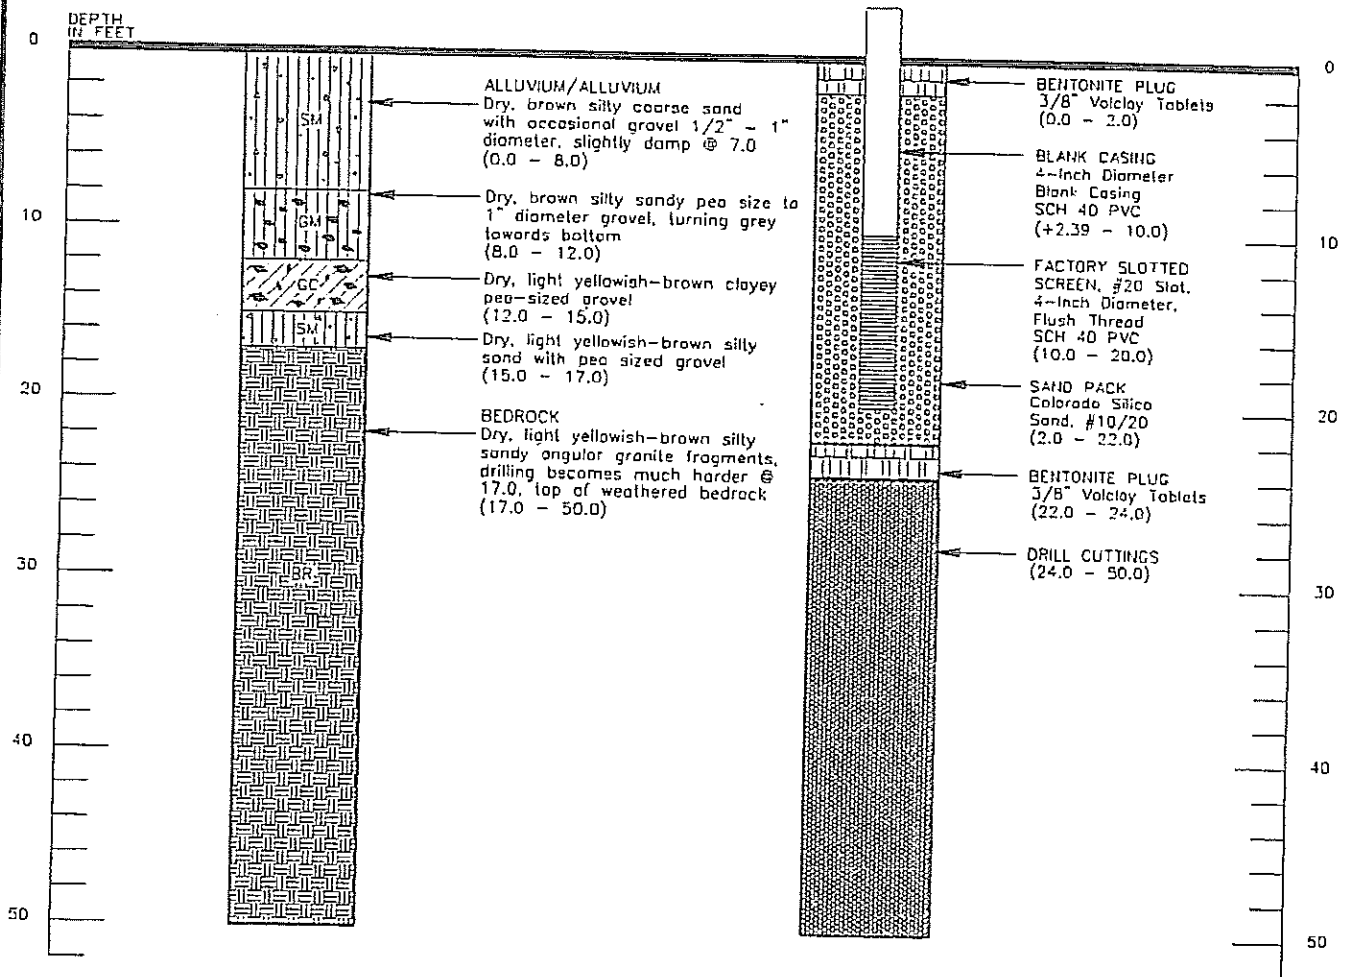 DEPTH
IN FEET
0
10
20
30
40
50
SM
GM
GC
SM
BR
ALLUVIUM/ALLUVIUM
Dry, brown silty coarse sand
with occasional gravel 1/2" - 1"
diameter, slightly damp @ 7.0
(0.0 - 8.0)
Dry, brown silty sandy pea size to
1" diameter gravel, turning grey
towards bottom
(8.0 - 12.0)
Dry, light yellowish-brown clayey
pea-sized gravel
(12.0 - 15.0)
Dry, light yellowish-brown silty
sand with pea sized gravel
(15.0 - 17.0)
BEDROCK
Dry, light yellowish-brown silty
sandy angular granite fragments,
drilling becomes much harder @
17.0, top of weathered bedrock
(17.0 - 50.0)
BENTONITE PLUG
3/8" Volclay Tablets
(0.0 - 2.0)
BLANK CASING
4-Inch Diameter
Blank Casing
SCH 40 PVC
(+2.39 - 10.0)
FACTORY SLOTTED
SCREEN, #20 Slot,
4-Inch Diameter,
Flush Thread
SCH 40 PVC
(10.0 - 20.0)
SAND PACK
Colorado Silica
Sand, #10/20
(2.0 - 22.0)
BENTONITE PLUG
3/8" Volclay Tablets
(22.0 - 24.0)
DRILL CUTTINGS
(24.0 - 50.0)
0
10
20
30
40
50